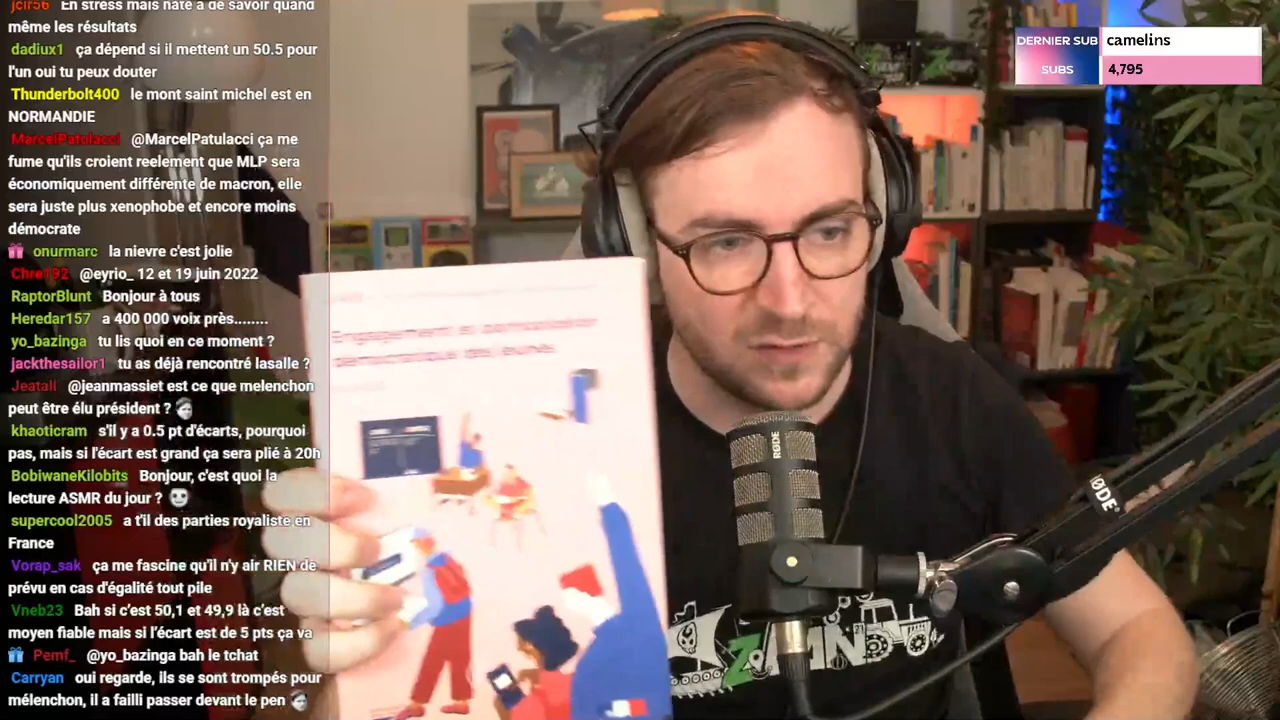 jclr56 En stress mais hâte à de savoir quand
même les résultats
dadiux1 ça dépend si il mettent un 50.5 pour
l'un oui tu peux douter
Thunderbolt400 le mont saint michel est en
NORMANDIE
MarcelPatulacci @MarcelPatulacci ça me
fume qu'ils croient reelement que MLP sera
économiquement différente de macron, elle
sera juste plus xenophobe et encore moins
démocrate
onurmarc la nievre c'est jolie
Chre192 @eyrio_ 12 et 19 juin 2022
RaptorBlunt Bonjour à tous
Heredar157 a 400 000 voix près........
yo_bazinga tu lis quoi en ce moment ?
jackthesailor1 tu as déjà rencontré lasalle ?
Jeatall @jeanmassiet est ce que melenchon
peut être élu président ?
khaoticram s'il y a 0.5 pt d'écarts, pourquoi
pas, mais si l'écart est grand ça sera plié à 20h
BobiwaneKilobits Bonjour, c'est quoi la
lecture ASMR du jour ?
supercool2005 a t'il des parties royaliste en
France
Vorap_sak ça me fascine qu'il n'y air RIEN de
prévu en cas d'égalité tout pile
Vneb23 Bah si c'est 50,1 et 49,9 là c'est
moyen fiable mais si l'écart est de 5 pts ça va
Pemf_ @yo_bazinga bah le tchat
Carryan oui regarde, ils se sont trompés pour
mélenchon, il a failli passer devant le pen
DERNIER SUB camelins
SUBS 4,795
Engagement et participation
démocratique des jeunes
RØDE
RØDE
Z